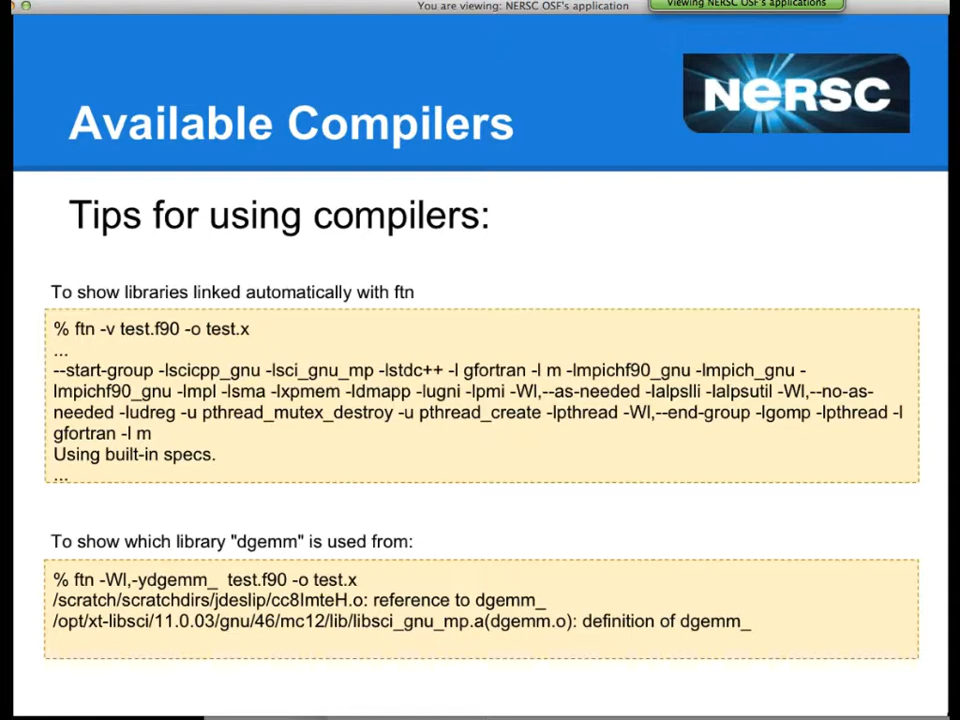 You are viewing: NERSC OSF's application
Viewing NERSC OSF's applications
NERSC
Available Compilers
Tips for using compilers:
To show libraries linked automatically with ftn
% ftn -v test.f90 -o test.x
...
--start-group -lscicpp_gnu -lsci_gnu_mp -lstdc++ -l gfortran -l m -lmpichf90_gnu -lmpich_gnu -
lmpichf90_gnu -lmpl -lsma -lxpmem -ldmapp -lugni -lpmi -Wl,--as-needed -lalpslli -lalpsutil -Wl,--no-as-
needed -ludreg -u pthread_mutex_destroy -u pthread_create -lpthread -Wl,--end-group -lgomp -lpthread -l
gfortran -l m
Using built-in specs.
...
To show which library "dgemm" is used from:
% ftn -Wl,-ydgemm_  test.f90 -o test.x
/scratch/scratchdirs/jdeslip/cc8ImteH.o: reference to dgemm_
/opt/xt-libsci/11.0.03/gnu/46/mc12/lib/libsci_gnu_mp.a(dgemm.o): definition of dgemm_